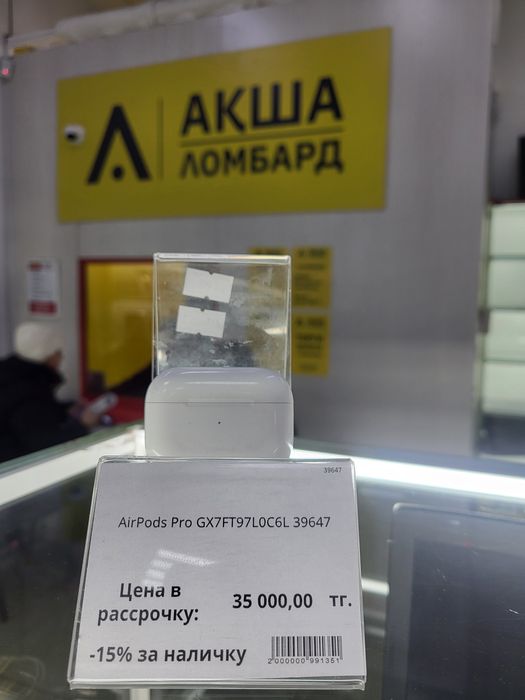 АКША
ЛОМБАРД
39647
AirPods Pro GX7FT97L0C6L 39647
Цена в
рассрочку:
35 000,00 тг.
-15% за наличку
2000000991351